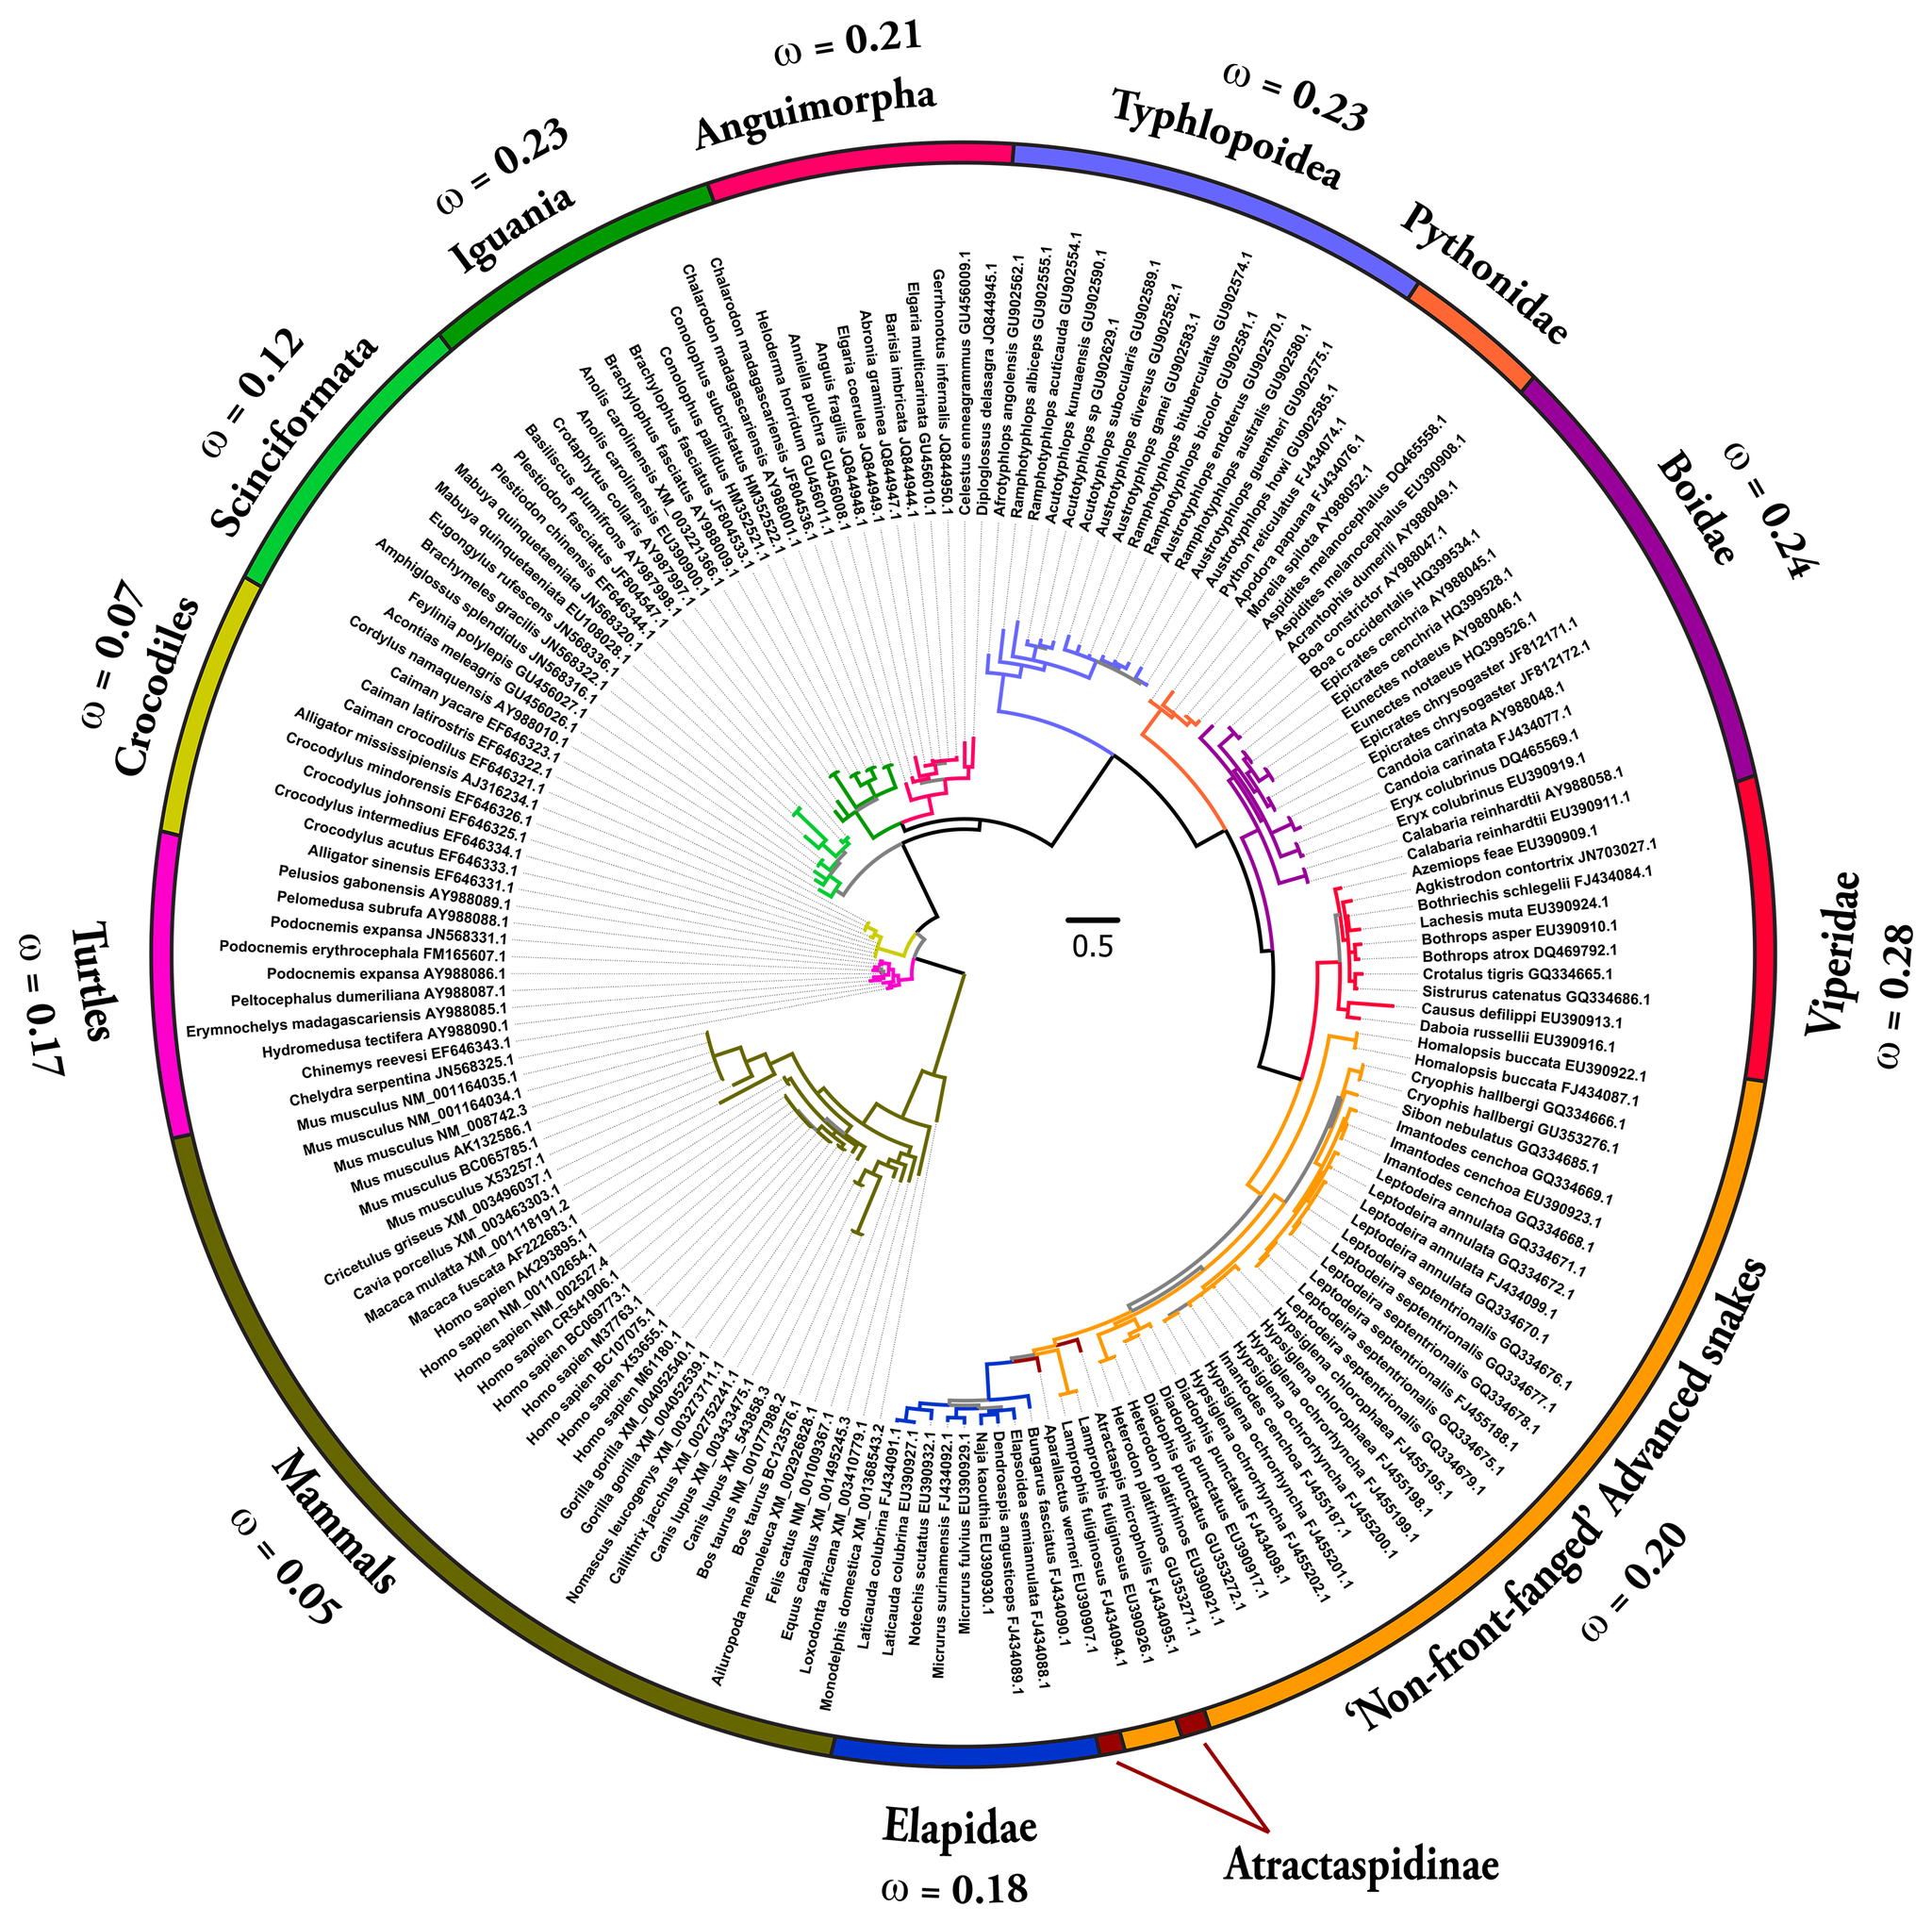 ω = 0.21
Anguimorpha
ω = 0.23
Typhlopoidea
Pythonidae
ω = 0.24
Boidae
Viperidae
ω = 0.28
'Non-front-fanged' Advanced snakes
ω = 0.20
Atractaspidinae
Elapidae
ω = 0.18
Mammals
ω = 0.05
Turtles
ω = 0.17
Crocodiles
ω = 0.07
Scinciformata
ω = 0.12
Iguania
ω = 0.23
0.5
Celestus enneagrammus GU456009.1
Diploglossus delasagra JQ844945.1
Afrotyphlops angolensis GU902562.1
Ramphotyphlops albiceps GU902555.1
Ramphotyphlops acuticauda GU902554.1
Acutotyphlops kunuaensis GU902590.1
Acutotyphlops sp GU902629.1
Acutotyphlops subocularis GU902589.1
Austrotyphlops diversus GU902582.1
Austrotyphlops ganei GU902583.1
Ramphotyphlops bituberculatus GU902574.1
Ramphotyphlops bicolor GU902581.1
Austrotyphlops endoterus GU902570.1
Ramphotyphlops australis GU902580.1
Austrotyphlops guentheri GU902575.1
Austrotyphlops howi GU902585.1
Python reticulatus FJ434074.1
Apodora papuana FJ434076.1
Morelia spilota AY988052.1
Aspidites melanocephalus DQ465558.1
Aspidites melanocephalus EU390908.1
Acrantophis dumerili AY988049.1
Boa constrictor AY988047.1
Boa c occidentalis HQ399534.1
Epicrates cenchria AY988045.1
Epicrates cenchria HQ399528.1
Eunectes notaeus AY988046.1
Eunectes notaeus HQ399526.1
Epicrates chrysogaster JF812171.1
Epicrates chrysogaster JF812172.1
Candoia carinata AY988048.1
Candoia carinata FJ434077.1
Eryx colubrinus DQ465569.1
Eryx colubrinus EU390919.1
Calabaria reinhardtii AY988058.1
Calabaria reinhardtii EU390911.1
Azemiops feae EU390909.1
Agkistrodon contortrix JN703027.1
Bothriechis schlegelii FJ434084.1
Lachesis muta EU390924.1
Bothrops asper EU390910.1
Bothrops atrox DQ469792.1
Crotalus tigris GQ334665.1
Sistrurus catenatus GQ334686.1
Causus defilippi EU390913.1
Daboia russellii EU390916.1
Homalopsis buccata EU390922.1
Homalopsis buccata FJ434087.1
Cryophis hallbergi GQ334666.1
Cryophis hallbergi GU353276.1
Sibon nebulatus GQ334685.1
Imantodes cenchoa GQ334669.1
Imantodes cenchoa EU390923.1
Imantodes cenchoa GQ334668.1
Leptodeira annulata GQ334671.1
Leptodeira annulata GQ334672.1
Leptodeira annulata FJ434099.1
Leptodeira annulata GQ334670.1
Leptodeira septentrionalis GQ334676.1
Leptodeira septentrionalis GQ334677.1
Leptodeira septentrionalis GQ334678.1
Leptodeira septentrionalis FJ455188.1
Leptodeira septentrionalis GQ334675.1
Leptodeira septentrionalis GQ334679.1
Hypsiglena chlorophaea FJ455195.1
Hypsiglena chlorophaea FJ455198.1
Hypsiglena ochrorhyncha FJ455199.1
Hypsiglena ochrorhyncha FJ455200.1
Imantodes cenchoa FJ455187.1
Hypsiglena ochrorhyncha FJ455201.1
Hypsiglena ochrorhyncha FJ455202.1
Diadophis punctatus FJ434098.1
Diadophis punctatus EU390917.1
Diadophis punctatus GU353272.1
Heterodon platirhinos EU390921.1
Heterodon platirhinos GU353271.1
Atractaspis micropholis FJ434095.1
Lamprophis fuliginosus EU390926.1
Lamprophis fuliginosus FJ434094.1
Aparallactus werneri EU390907.1
Bungarus fasciatus FJ434090.1
Elapsoidea semiannulata FJ434088.1
Dendroaspis angusticeps FJ434089.1
Naja kaouthia EU390930.1
Micrurus fulvius EU390929.1
Micrurus surinamensis FJ434092.1
Notechis scutatus EU390932.1
Laticauda colubrina EU390927.1
Laticauda colubrina FJ434091.1
Monodelphis domestica XM_001368543.2
Loxodonta africana XM_003410779.1
Equus caballus XM_001495245.3
Felis catus NM_001009367.1
Ailuropoda melanoleuca XM_002926828.1
Bos taurus BC123576.1
Bos taurus NM_001077988.2
Canis lupus XM_543858.3
Canis lupus XM_003433475.1
Callithrix jacchus XM_002752241.1
Nomascus leucogenys XM_003273711.1
Gorilla gorilla XM_004052539.1
Gorilla gorilla XM_004052540.1
Homo sapien M61180.1
Homo sapien X53655.1
Homo sapien BC107075.1
Homo sapien M37763.1
Homo sapien BC069773.1
Homo sapien CR541906.1
Homo sapien NM_002527.4
Homo sapien NM_001102654.1
Homo sapien AK293895.1
Macaca fuscata AF222683.1
Macaca mulatta XM_001118191.2
Cavia porcellus XM_003463303.1
Cricetulus griseus XM_003496037.1
Mus musculus X53257.1
Mus musculus BC065785.1
Mus musculus AK132586.1
Mus musculus NM_008742.3
Mus musculus NM_001164034.1
Mus musculus NM_001164035.1
Chelydra serpentina JN568325.1
Chinemys reevesi EF646343.1
Hydromedusa tectifera AY988090.1
Erymnochelys madagascariensis AY988085.1
Peltocephalus dumeriliana AY988087.1
Podocnemis expansa AY988086.1
Podocnemis erythrocephala FM165607.1
Podocnemis expansa JN568331.1
Pelomedusa subrufa AY988088.1
Pelusios gabonensis AY988089.1
Alligator sinensis EF646331.1
Crocodylus acutus EF646333.1
Crocodylus intermedius EF646334.1
Crocodylus johnsoni EF646325.1
Crocodylus mindorensis EF646326.1
Alligator mississipiensis AJ316234.1
Caiman crocodilus EF646321.1
Caiman latirostris EF646322.1
Caiman yacare EF646323.1
Cordylus namaquensis AY988010.1
Acontias meleagris GU456026.1
Feylinia polylepis GU456027.1
Amphiglossus splendidus JN568316.1
Brachymeles gracilis JN568322.1
Eugongylus rufescens JN568336.1
Mabuya quinquetaeniata EU108028.1
Mabuya quinquetaeniata JN568320.1
Plestiodon chinensis EF646344.1
Plestiodon fasciatus JF804547.1
Basiliscus plumifrons AY987998.1
Crotaphytus collaris AY987997.1
Anolis carolinensis EU390900.1
Anolis carolinensis XM_003221366.1
Brachylophus fasciatus AY988009.1
Brachylophus fasciatus JF804533.1
Conolophus pallidus HM352521.1
Conolophus subcristatus HM352522.1
Chalarodon madagascariensis AY988001.1
Chalarodon madagascariensis JF804536.1
Heloderma horridum GU456011.1
Anniella pulchra GU456008.1
Anguis fragilis JQ844948.1
Elgaria coerulea JQ844949.1
Abronia graminea JQ844947.1
Barisia imbricata JQ844944.1
Elgaria multicarinata GU456010.1
Gerrhonotus infernalis JQ844950.1